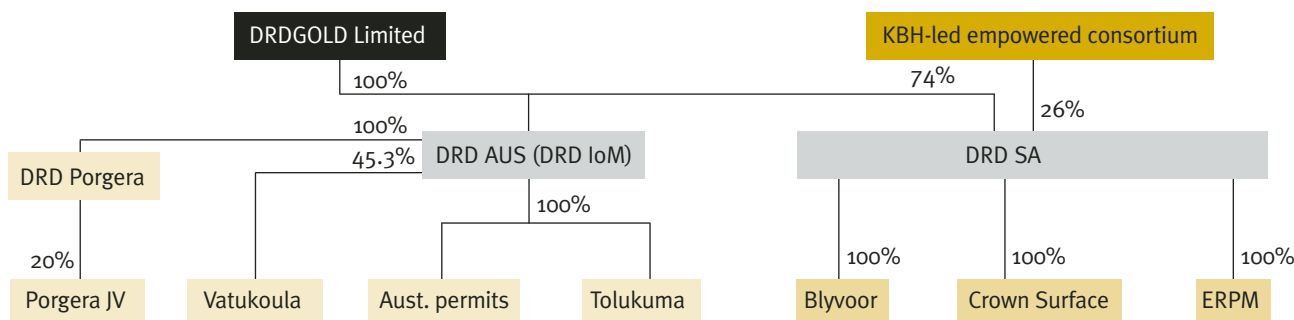 DRDGOLD Limited
KBH-led empowered consortium
100%
74%
26%
100%
DRD AUS (DRD IoM)
DRD SA
45.3%
DRD Porgera
100%
20%
100%
100%
100%
Porgera JV
Vatukoula
Aust. permits
Tolukuma
Blyvoor
Crown Surface
ERPM